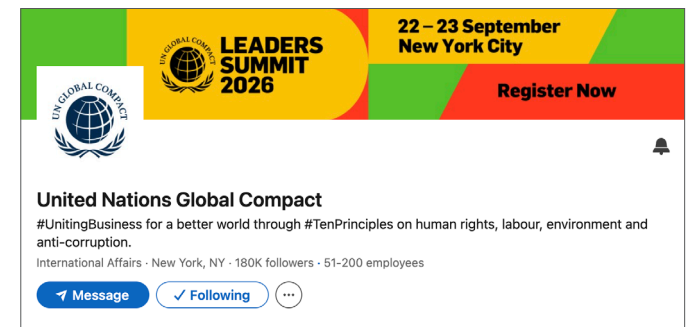 UN GLOBAL COMPACT
LEADERS
SUMMIT
2026
22 – 23 September
New York City
Register Now
UN GLOBAL COMPACT
United Nations Global Compact
#UnitingBusiness for a better world through #TenPrinciples on human rights, labour, environment and
anti-corruption.
International Affairs · New York, NY · 180K followers · 51-200 employees
Message
Following